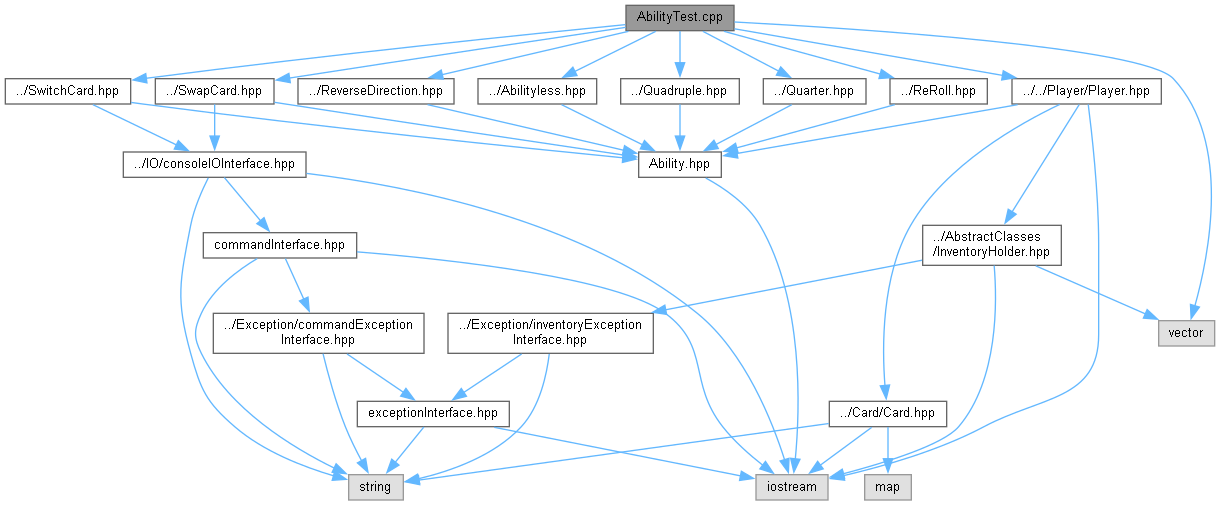 AbilityTest.cpp
../SwitchCard.hpp
../SwapCard.hpp
../ReverseDirection.hpp
../Abilityless.hpp
../Quadruple.hpp
../Quarter.hpp
../ReRoll.hpp
../../Player/Player.hpp
../IO/consoleIOInterface.hpp
Ability.hpp
commandInterface.hpp
../AbstractClasses
/InventoryHolder.hpp
../Exception/commandException
Interface.hpp
../Exception/inventoryException
Interface.hpp
vector
exceptionInterface.hpp
../Card/Card.hpp
string
iostream
map